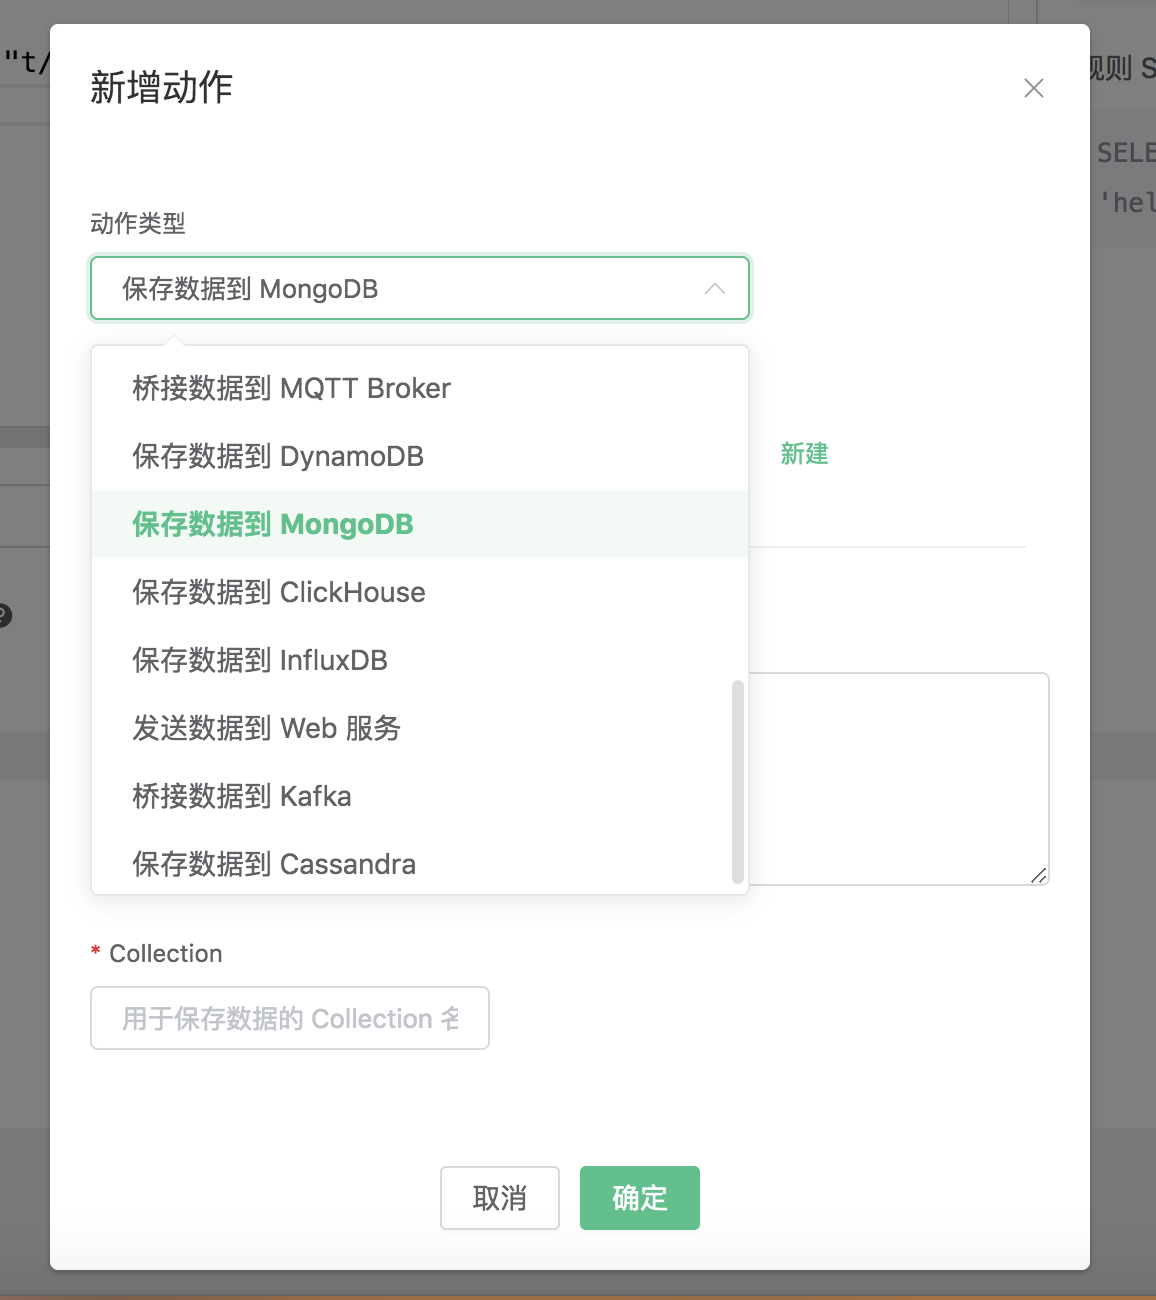 "t/
新增动作
规则 S
SELE
'hel
动作类型
保存数据到 MongoDB
桥接数据到 MQTT Broker
保存数据到 DynamoDB
新建
保存数据到 MongoDB
保存数据到 ClickHouse
保存数据到 InfluxDB
发送数据到 Web 服务
桥接数据到 Kafka
保存数据到 Cassandra
* Collection
用于保存数据的 Collection 名
取消
确定